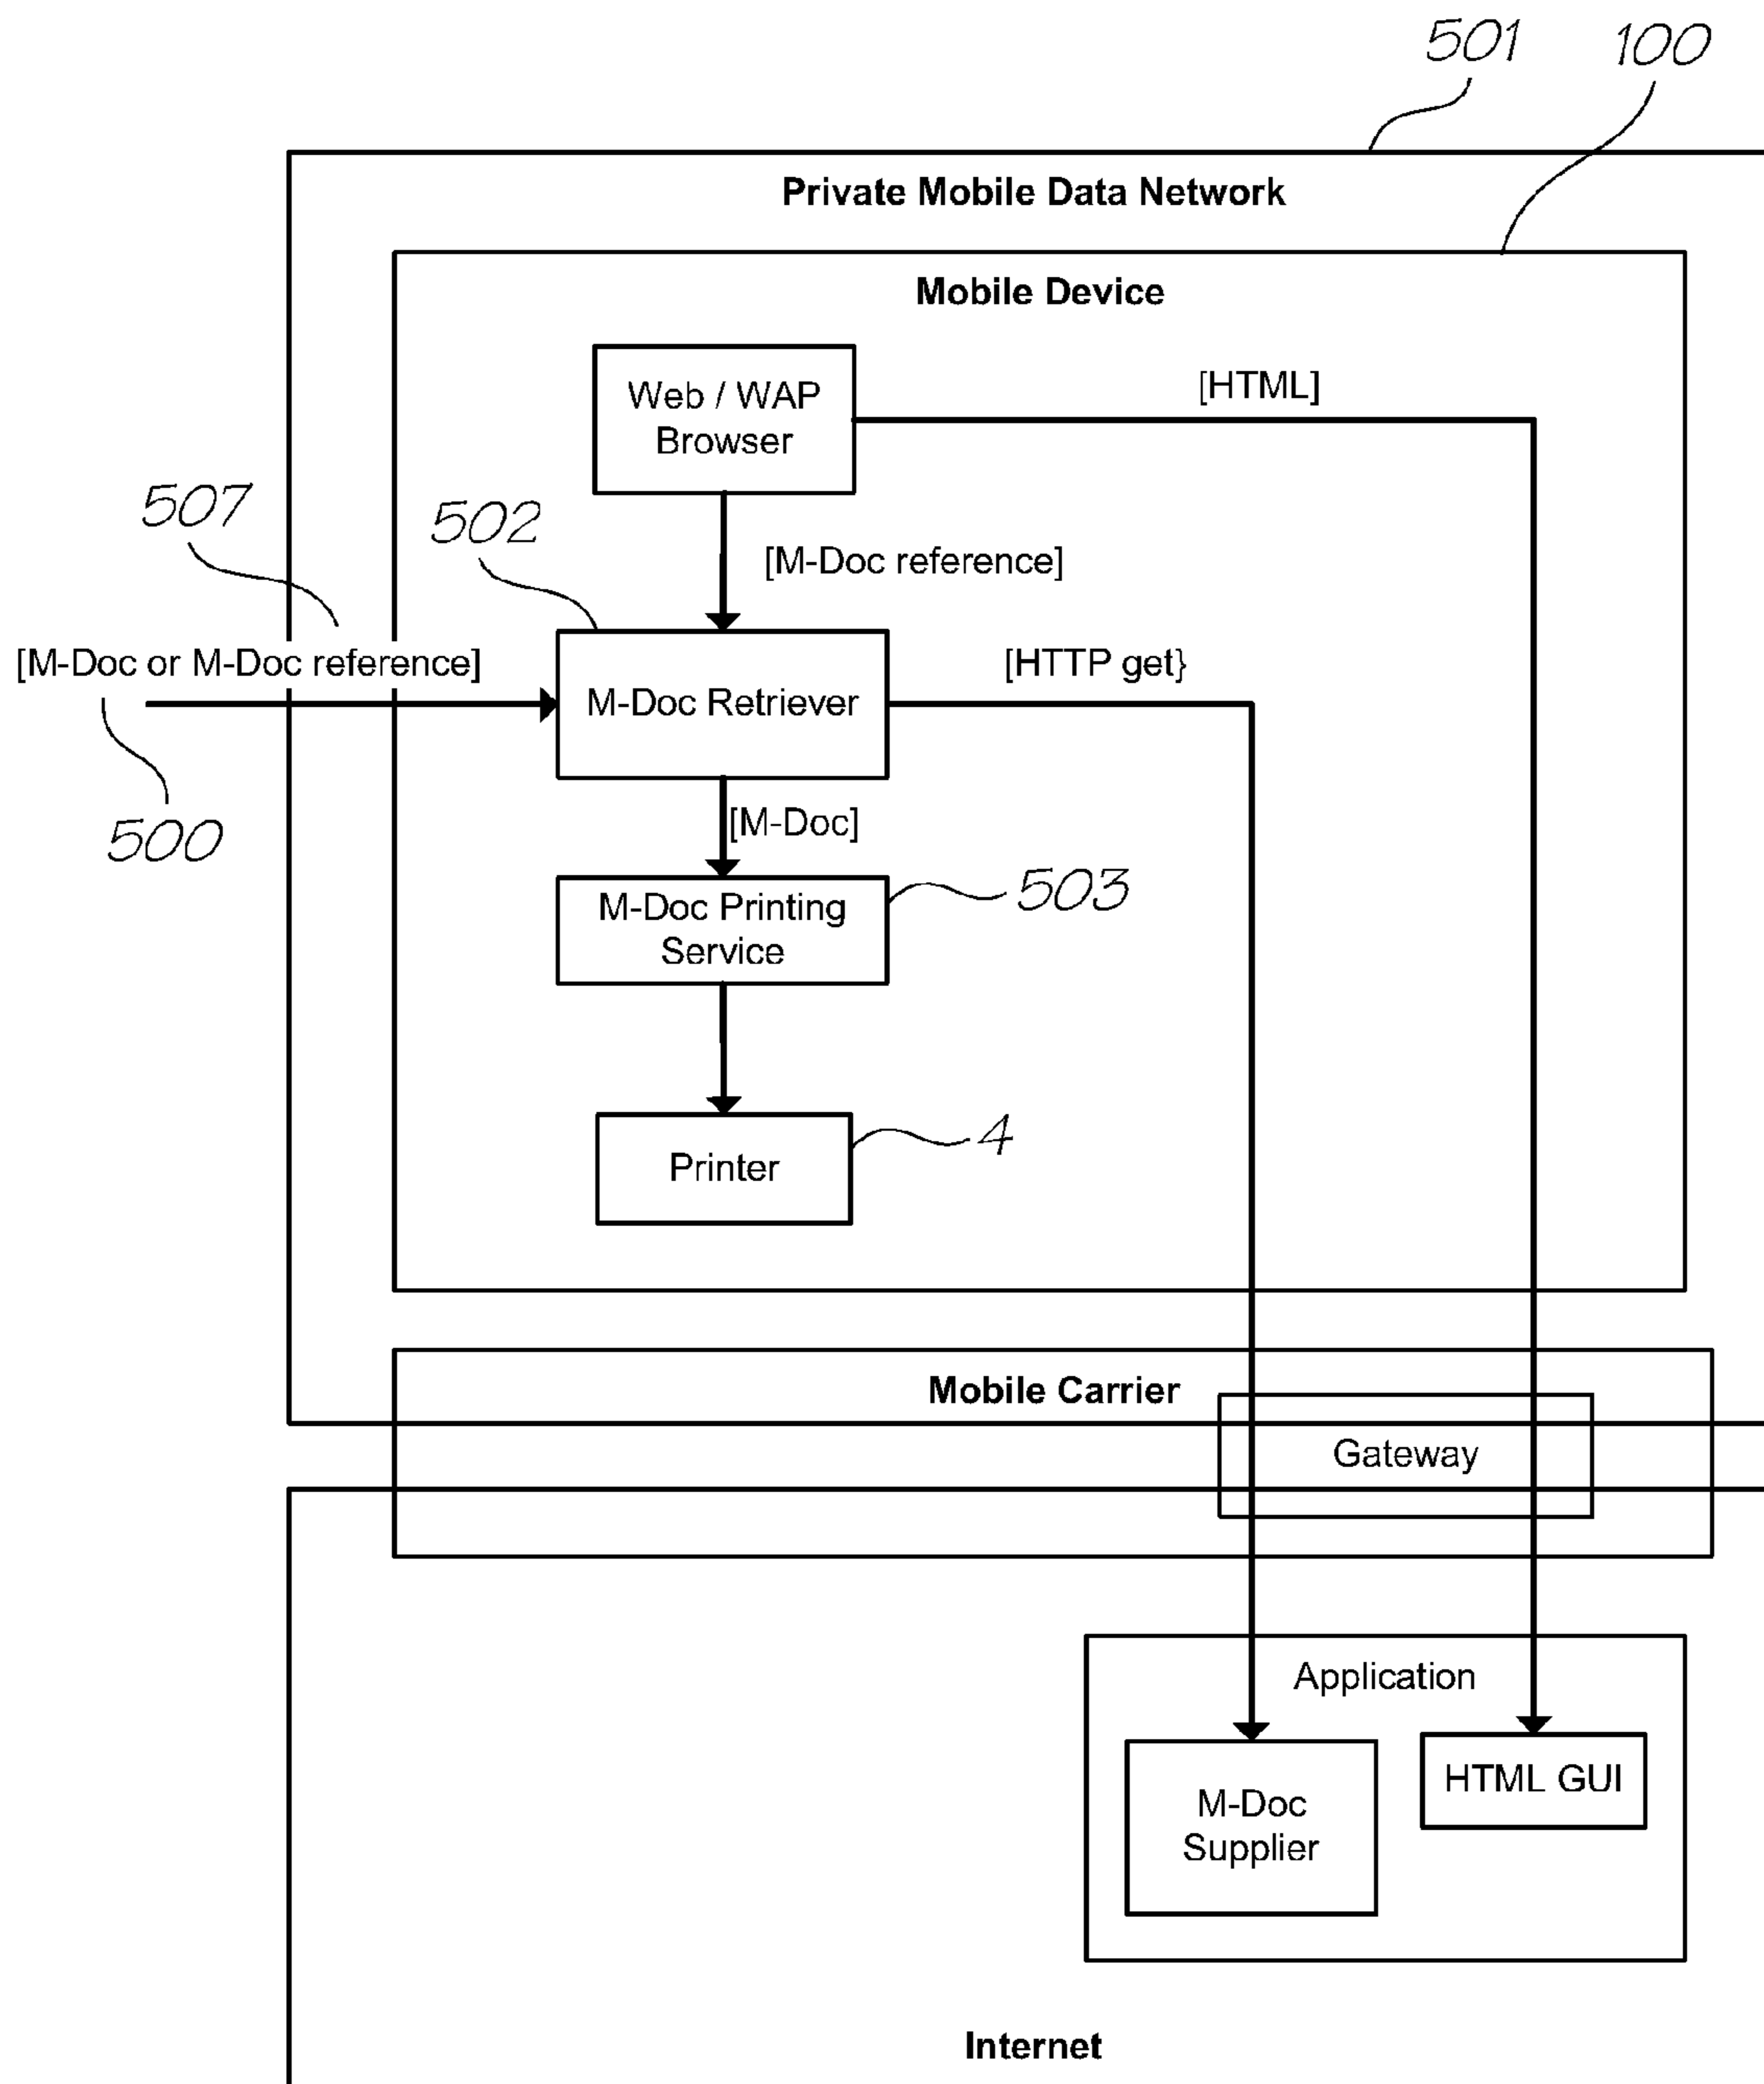 501
100
Private Mobile Data Network
Mobile Device
Web / WAP
Browser
[HTML]
507
502
[M-Doc reference]
[M-Doc or M-Doc reference]
M-Doc Retriever
[HTTP get}
500
[M-Doc]
503
M-Doc Printing
Service
4
Printer
Mobile Carrier
Gateway
Application
HTML GUI
M-Doc
Supplier
Internet